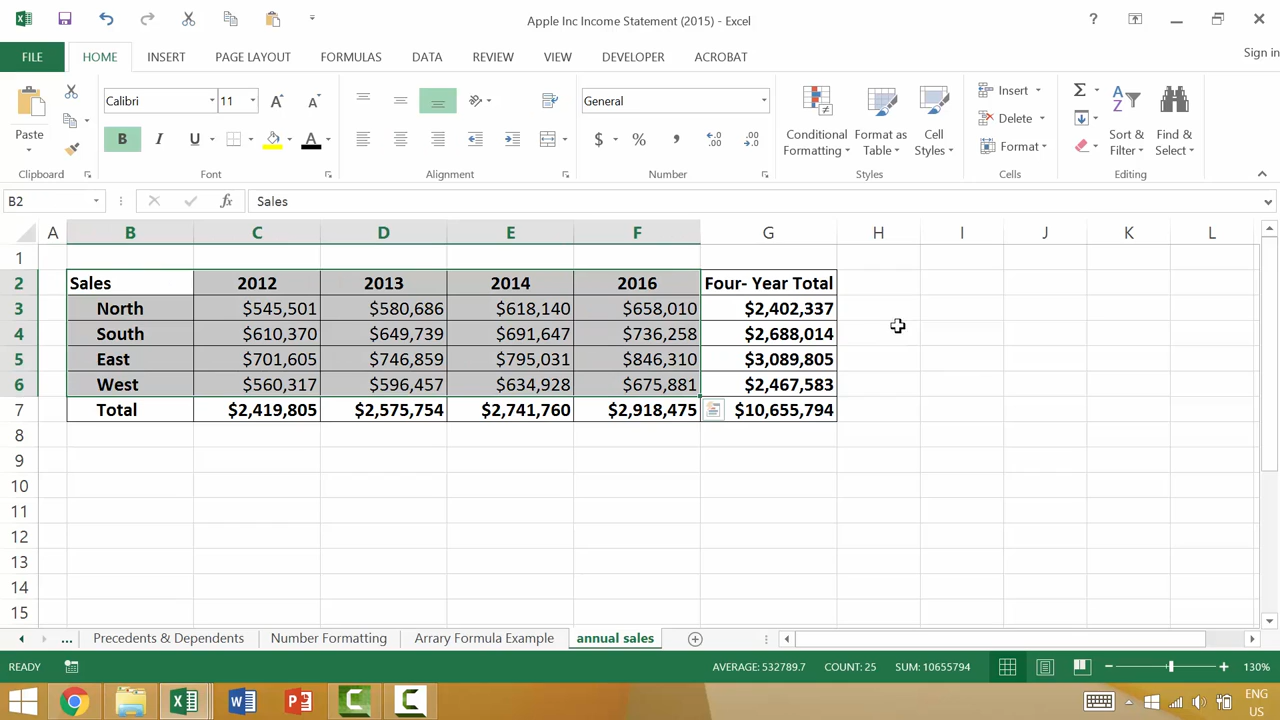 Apple Inc Income Statement (2015) - Excel
?
FILE HOME INSERT PAGE LAYOUT FORMULAS DATA REVIEW VIEW DEVELOPER ACROBAT Sign in
Paste
Clipboard
Calibri 11 A A
B I U A
Font
Alignment
General
$ % , .0 .00
Number
Conditional Formatting
Format as Table
Cell Styles
Styles
Insert
Delete
Format
Cells
Σ
Sort & Filter
Find & Select
Editing
B2 fx Sales
A B C D E F G H I J K L
1
2 Sales 2012 2013 2014 2016 Four- Year Total
3 North $545,501 $580,686 $618,140 $658,010 $2,402,337
4 South $610,370 $649,739 $691,647 $736,258 $2,688,014
5 East $701,605 $746,859 $795,031 $846,310 $3,089,805
6 West $560,317 $596,457 $634,928 $675,881 $2,467,583
7 Total $2,419,805 $2,575,754 $2,741,760 $2,918,475 $10,655,794
8
9
10
11
12
13
14
15
... Precedents & Dependents Number Formatting Arrary Formula Example annual sales
READY AVERAGE: 532789.7 COUNT: 25 SUM: 10655794 130%
ENG
US